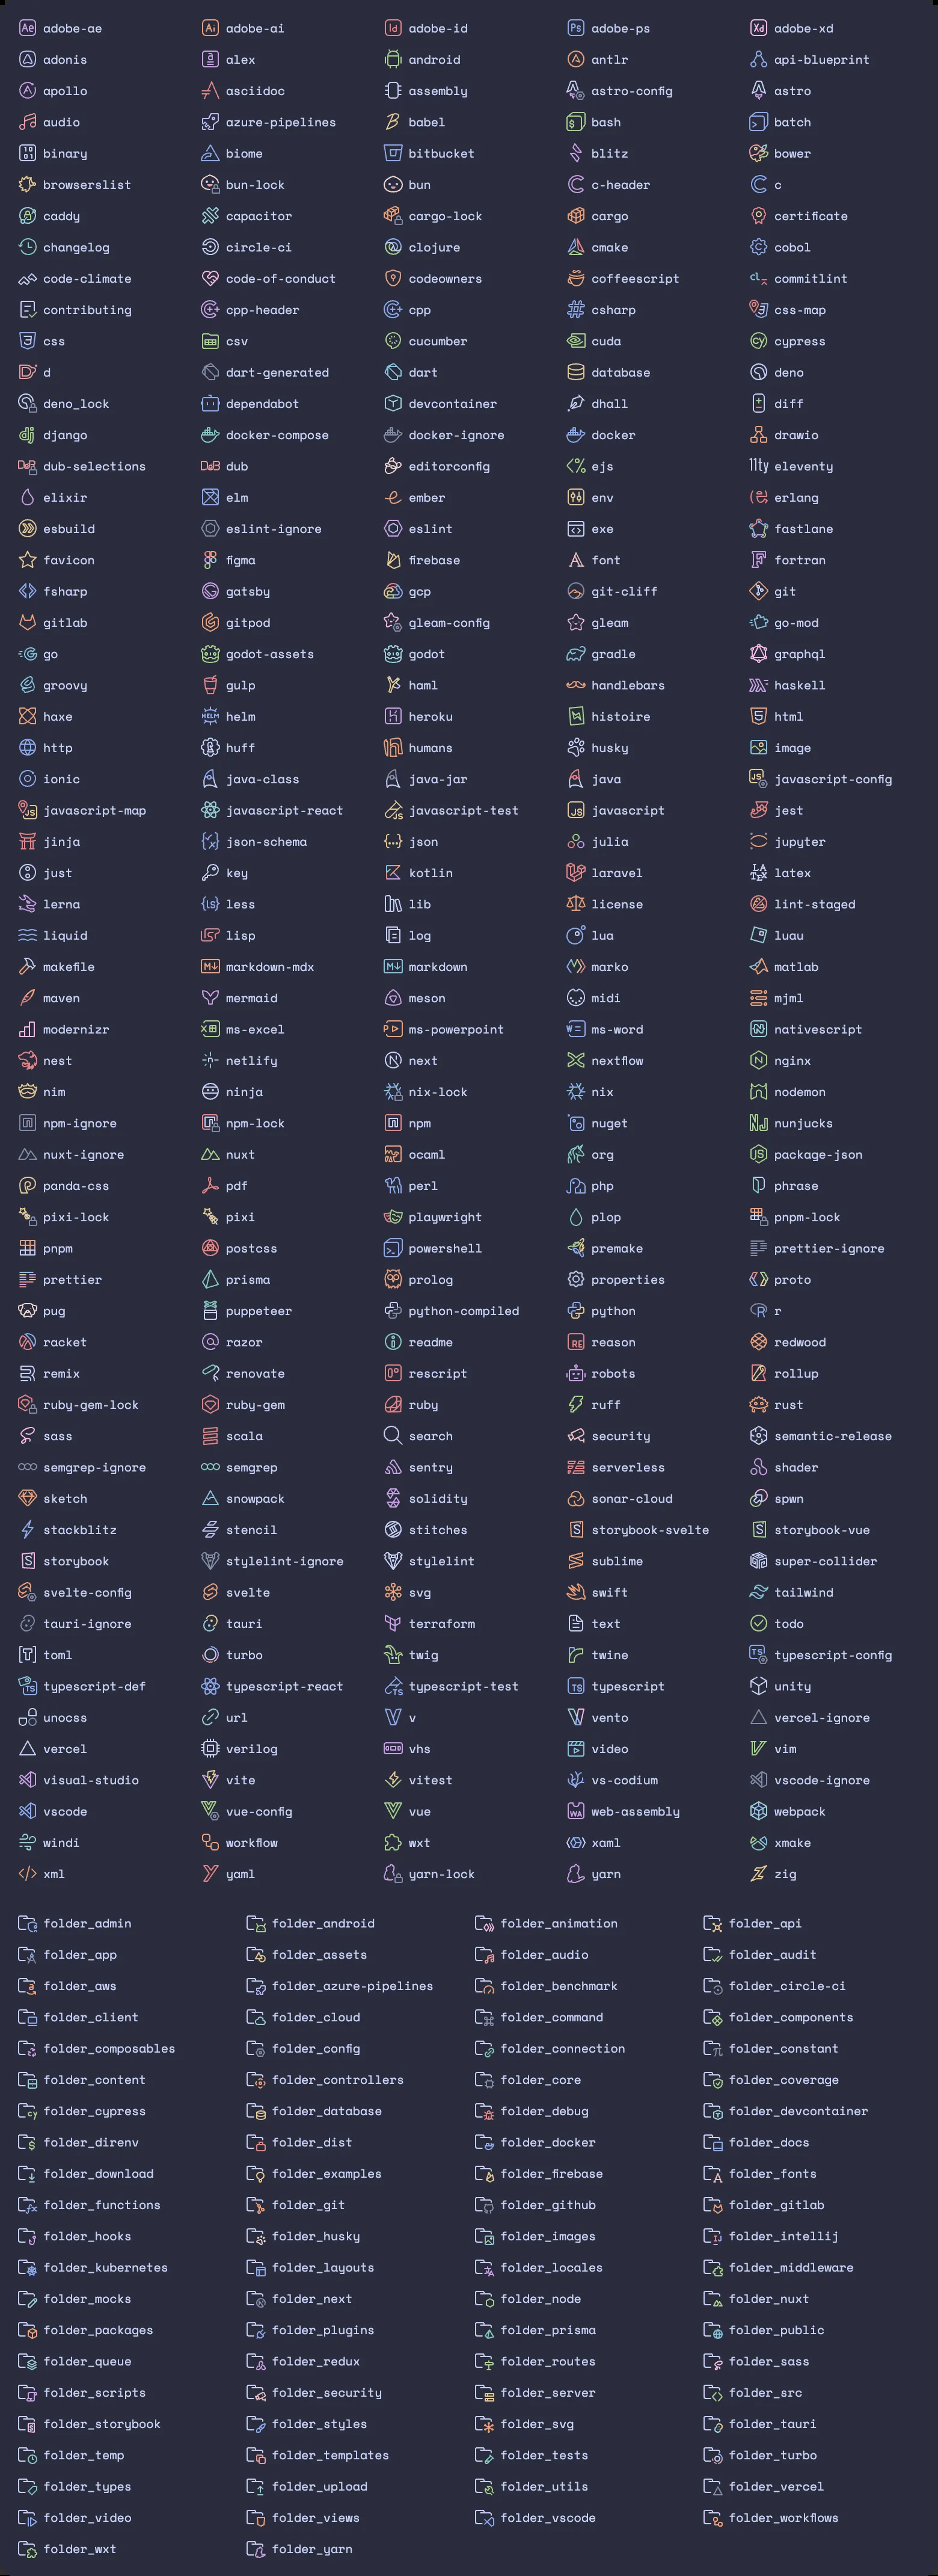 adobe-ae adobe-ai adobe-id adobe-ps adobe-xd
adonis alex android antlr api-blueprint
apollo asciidoc assembly astro-config astro
audio azure-pipelines babel bash batch
binary biome bitbucket blitz bower
browserslist bun-lock bun c-header c
caddy capacitor cargo-lock cargo certificate
changelog circle-ci clojure cmake cobol
code-climate code-of-conduct codeowners coffeescript commitlint
contributing cpp-header cpp csharp css-map
css csv cucumber cuda cypress
d dart-generated dart database deno
deno_lock dependabot devcontainer dhall diff
django docker-compose docker-ignore docker drawio
dub-selections dub editorconfig ejs eleventy
elixir elm ember env erlang
esbuild eslint-ignore eslint exe fastlane
favicon figma firebase font fortran
fsharp gatsby gcp git-cliff git
gitlab gitpod gleam-config gleam go-mod
go godot-assets godot gradle graphql
groovy gulp haml handlebars haskell
haxe helm heroku histoire html
http huff humans husky image
ionic java-class java-jar java javascript-config
javascript-map javascript-react javascript-test javascript jest
jinja json-schema json julia jupyter
just key kotlin laravel latex
lerna less lib license lint-staged
liquid lisp log lua luau
makefile markdown-mdx markdown marko matlab
maven mermaid meson midi mjml
modernizr ms-excel ms-powerpoint ms-word nativescript
nest netlify next nextflow nginx
nim ninja nix-lock nix nodemon
npm-ignore npm-lock npm nuget nunjucks
nuxt-ignore nuxt ocaml org package-json
panda-css pdf perl php phrase
pixi-lock pixi playwright plop pnpm-lock
pnpm postcss powershell premake prettier-ignore
prettier prisma prolog properties proto
pug puppeteer python-compiled python r
racket razor readme reason redwood
remix renovate rescript robots rollup
ruby-gem-lock ruby-gem ruby ruff rust
sass scala search security semantic-release
semgrep-ignore semgrep sentry serverless shader
sketch snowpack solidity sonar-cloud spwn
stackblitz stencil stitches storybook-svelte storybook-vue
storybook stylelint-ignore stylelint sublime super-collider
svelte-config svelte svg swift tailwind
tauri-ignore tauri terraform text todo
toml turbo twig twine typescript-config
typescript-def typescript-react typescript-test typescript unity
unocss url v vento vercel-ignore
vercel verilog vhs video vim
visual-studio vite vitest vs-codium vscode-ignore
vscode vue-config vue web-assembly webpack
windi workflow wxt xaml xmake
xml yaml yarn-lock yarn zig
folder_admin folder_android folder_animation folder_api
folder_app folder_assets folder_audio folder_audit
folder_aws folder_azure-pipelines folder_benchmark folder_circle-ci
folder_client folder_cloud folder_command folder_components
folder_composables folder_config folder_connection folder_constant
folder_content folder_controllers folder_core folder_coverage
folder_cypress folder_database folder_debug folder_devcontainer
folder_direnv folder_dist folder_docker folder_docs
folder_download folder_examples folder_firebase folder_fonts
folder_functions folder_git folder_github folder_gitlab
folder_hooks folder_husky folder_images folder_intellij
folder_kubernetes folder_layouts folder_locales folder_middleware
folder_mocks folder_next folder_node folder_nuxt
folder_packages folder_plugins folder_prisma folder_public
folder_queue folder_redux folder_routes folder_sass
folder_scripts folder_security folder_server folder_src
folder_storybook folder_styles folder_svg folder_tauri
folder_temp folder_templates folder_tests folder_turbo
folder_types folder_upload folder_utils folder_vercel
folder_video folder_views folder_vscode folder_workflows
folder_wxt folder_yarn